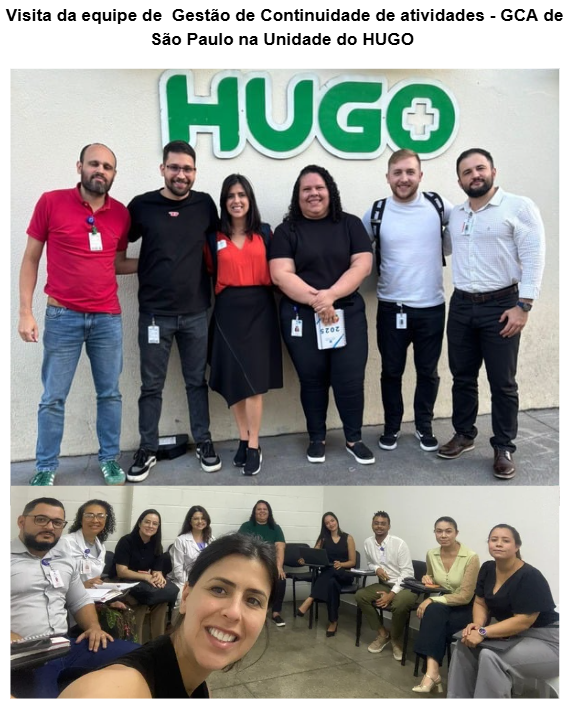 Visita da equipe de  Gestão de Continuidade de atividades - GCA de
São Paulo na Unidade do HUGO
HUGO
2025